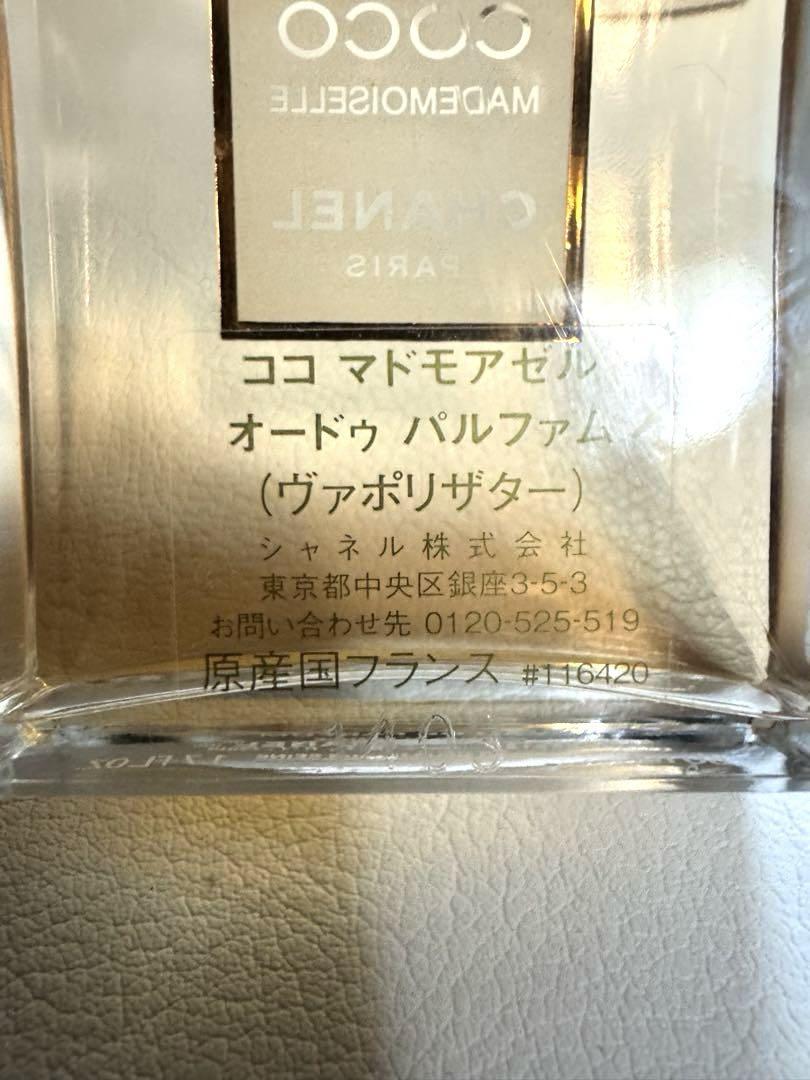 COCO
MADEMOISELLE
CHANEL
PARIS
ココ マドモアゼル
オードゥ パルファム
(ヴァポリザター)
シャネル株式会社
東京都中央区銀座3-5-3
お問い合わせ先 0120-525-519
原産国フランス #116420